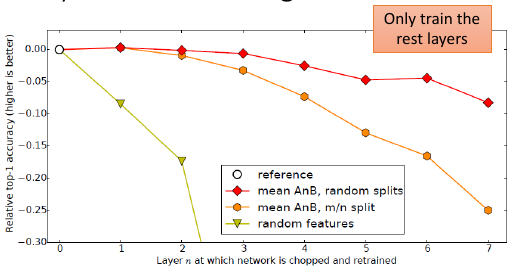 Only train the
rest layers
0.00
−0.05
−0.10
−0.15
−0.20
−0.25
−0.30
Relative top-1 accuracy (higher is better)
reference
mean AnB, random splits
mean AnB, m/n split
random features
0 1 2 3 4 5 6 7
Layer n at which network is chopped and retrained